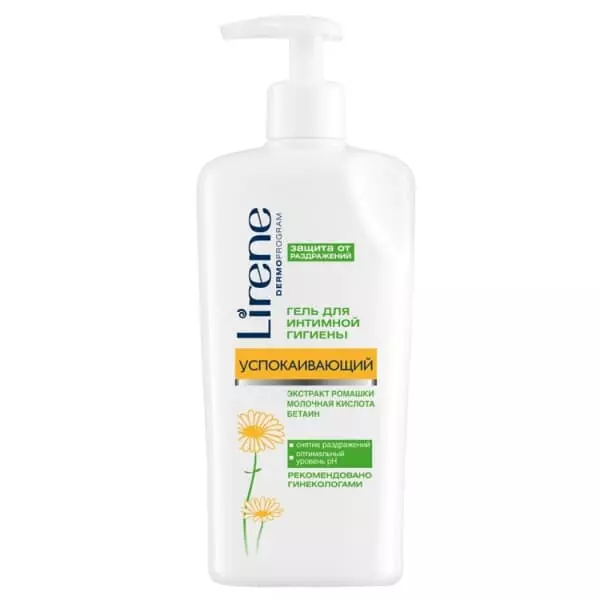 Lirene
DERMOPROGRAM
защита от
РАЗДРАЖЕНИЙ
ГЕЛЬ ДЛЯ
ИНТИМНОЙ
ГИГИЕНЫ
УСПОКАИВАЮЩИЙ
ЭКСТРАКТ РОМАШКИ
МОЛОЧНАЯ КИСЛОТА
БЕТАИН
снятие раздражений
оптимальный
уровень pH
РЕКОМЕНДОВАНО
ГИНЕКОЛОГАМИ